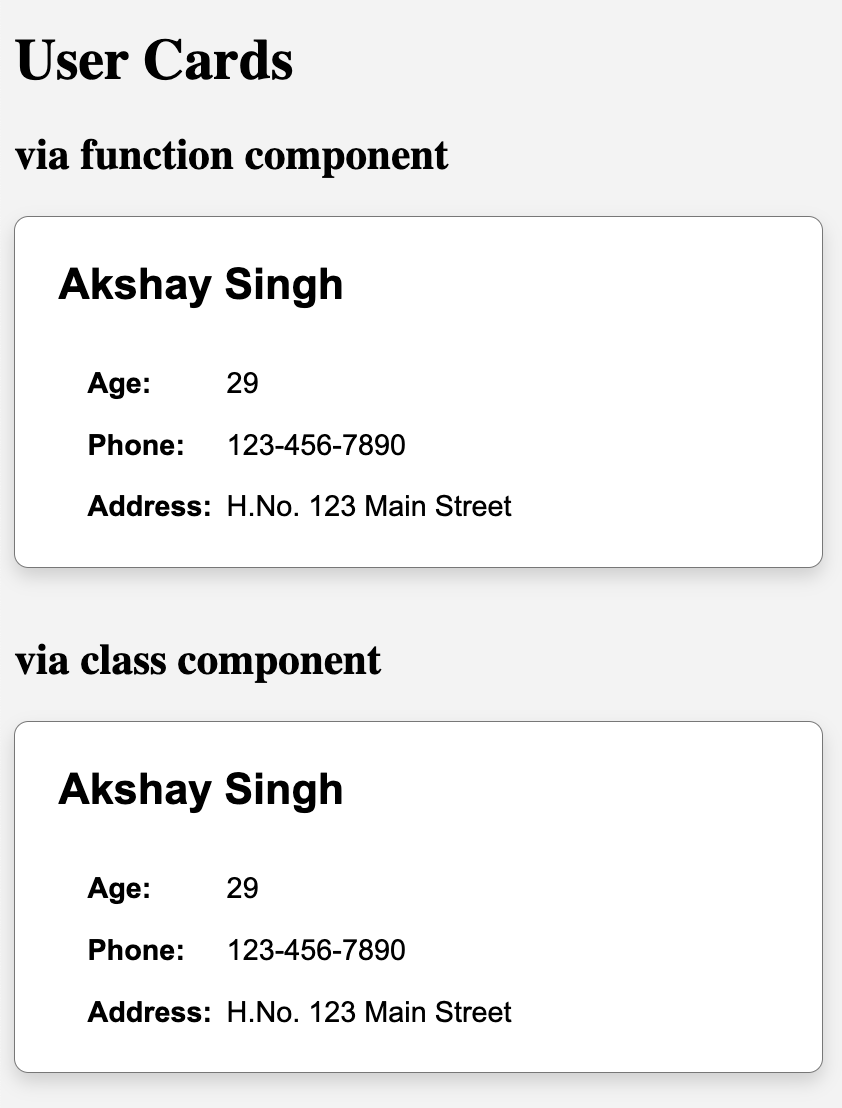 User Cards
via function component
Akshay Singh
Age: 29
Phone: 123-456-7890
Address: H.No. 123 Main Street
via class component
Akshay Singh
Age: 29
Phone: 123-456-7890
Address: H.No. 123 Main Street